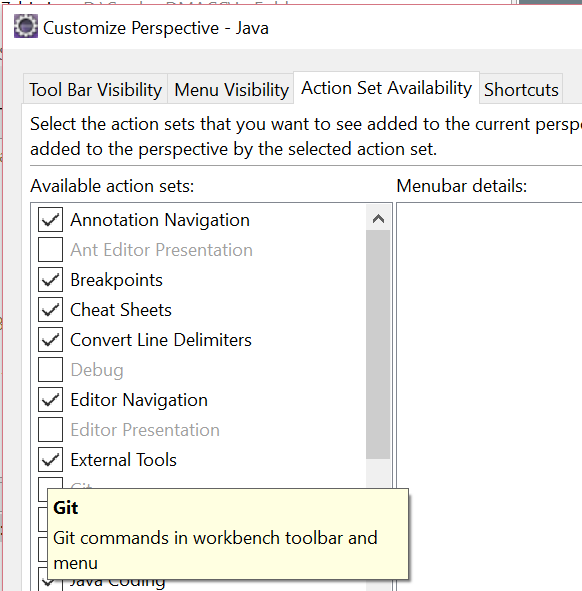 Customize Perspective - Java
Tool Bar Visibility Menu Visibility Action Set Availability Shortcuts
Select the action sets that you want to see added to the current
added to the perspective by the selected action set.
Available action sets: Menubar details:
Annotation Navigation
Ant Editor Presentation
Breakpoints
Cheat Sheets
Convert Line Delimiters
Debug
Editor Navigation
Editor Presentation
External Tools
Git
Git
Git commands in workbench toolbar and
menu
Java Coding